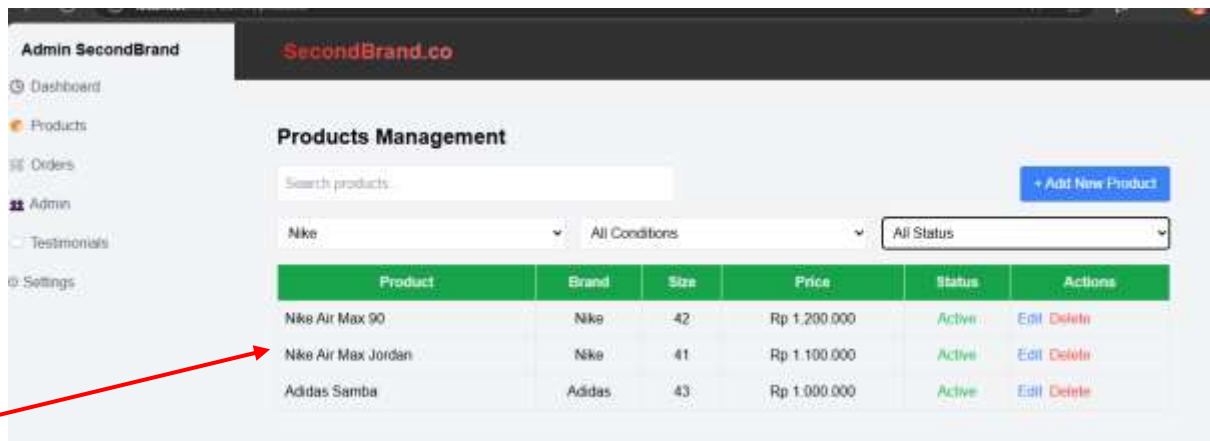 Admin SecondBrand
SecondBrand.co
Dashboard
Products
Orders
Admin
Testimonials
Settings
Products Management
Search products..
+ Add New Product
Nike
All Conditions
All Status
Product Brand Size Price Status Actions
Nike Air Max 90 Nike 42 Rp 1.200.000 Active Edit Delete
Nike Air Max Jordan Nike 41 Rp 1.100.000 Active Edit Delete
Adidas Samba Adidas 43 Rp 1.000.000 Active Edit Delete